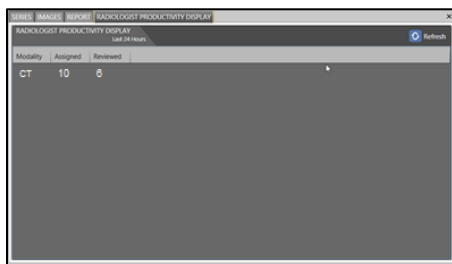 SERIES IMAGES REPORT RADIOLOGIST PRODUCTIVITY DISPLAY ×
RADIOLOGIST PRODUCTIVITY DISPLAY
Last 24 Hours
Refresh
Modality Assigned Reviewed
CT 10 6